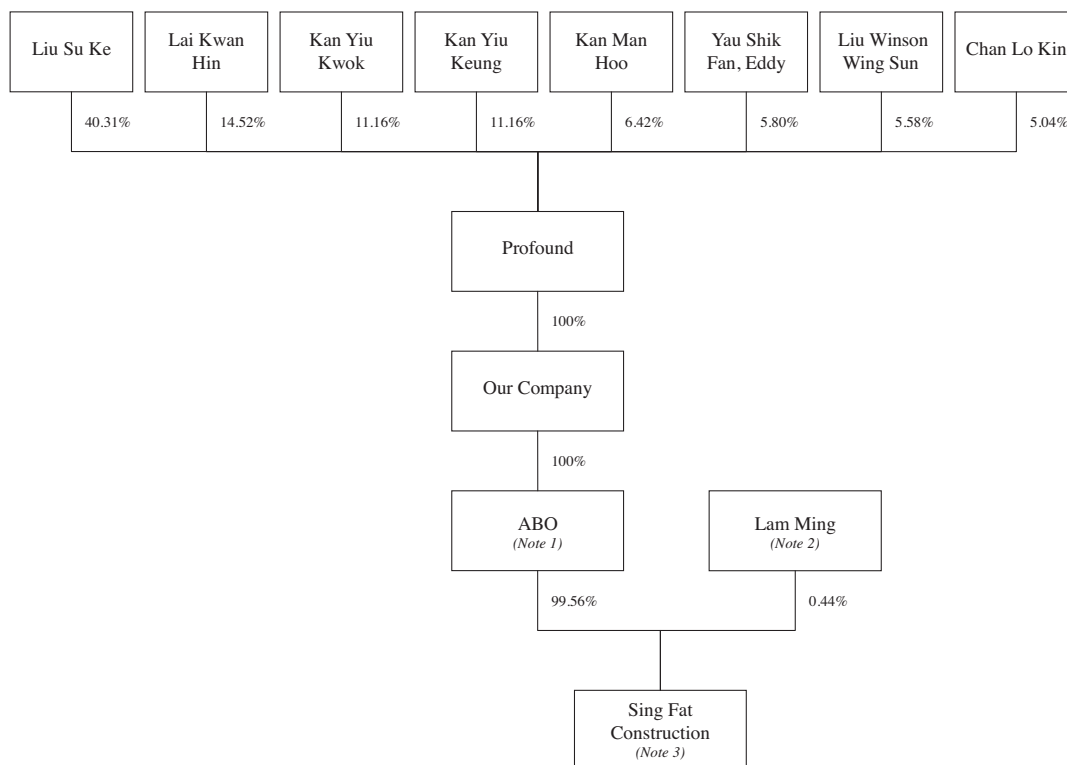 Liu Su Ke
Lai Kwan
Hin
Kan Yiu
Kwok
Kan Yiu
Keung
Kan Man
Hoo
Yau Shik
Fan, Eddy
Liu Winson
Wing Sun
Chan Lo Kin
40.31%
14.52%
11.16%
11.16%
6.42%
5.80%
5.58%
5.04%
Profound
100%
Our Company
100%
ABO
(Note 1)
Lam Ming
(Note 2)
99.56%
0.44%
Sing Fat
Construction
(Note 3)